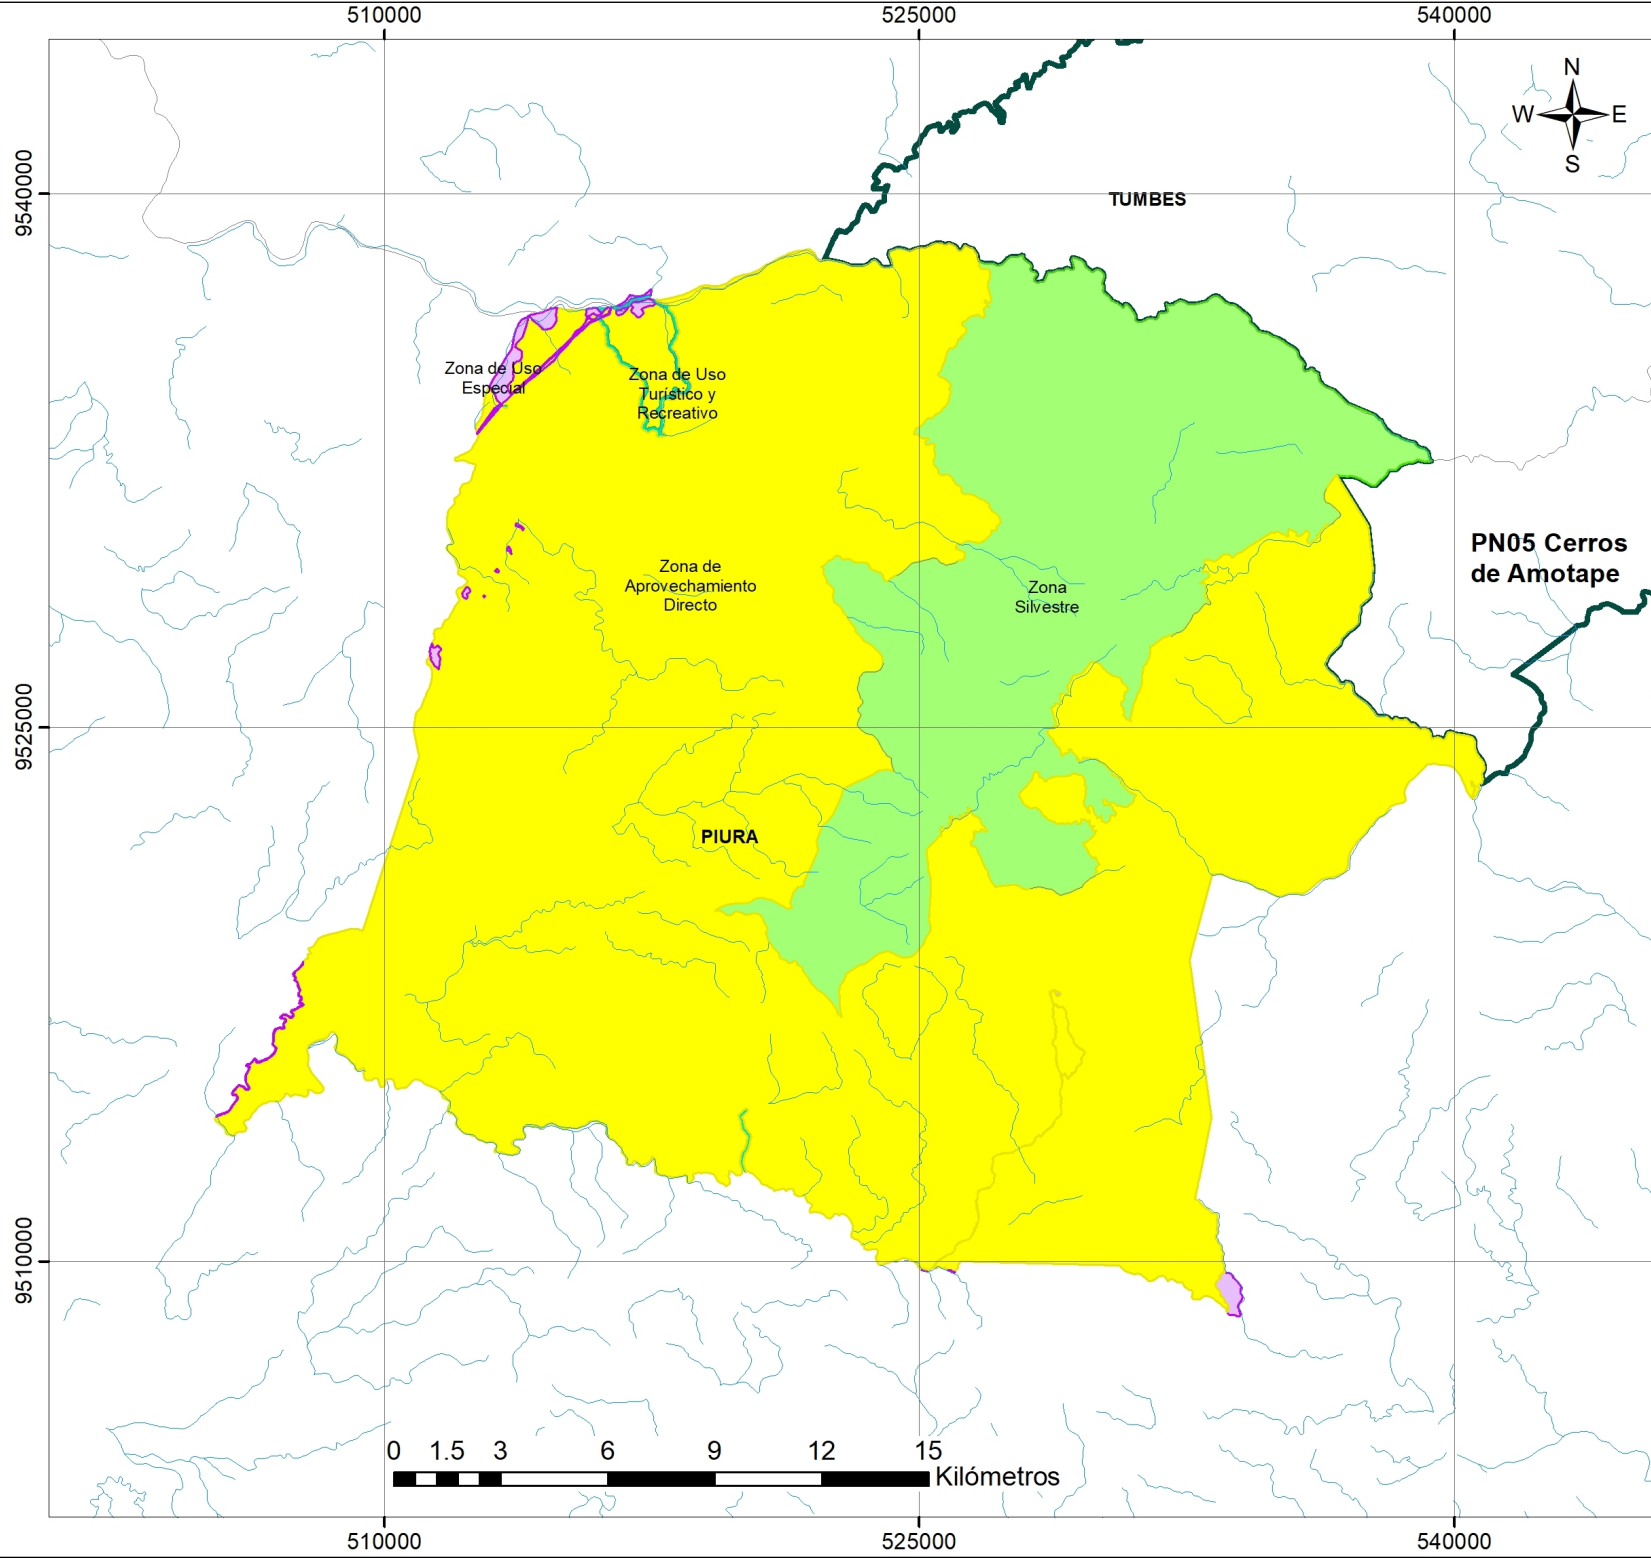 510000
525000
540000
N
W
E
S
9540000
TUMBES
Zona de Uso
Especial
Zona de Uso
Turístico y
Recreativo
PN05 Cerros
de Amotape
Zona de
Aprovechamiento
Directo
Zona
Silvestre
9525000
PIURA
9510000
0 1.5 3 6 9 12 15
Kilómetros
510000
525000
540000